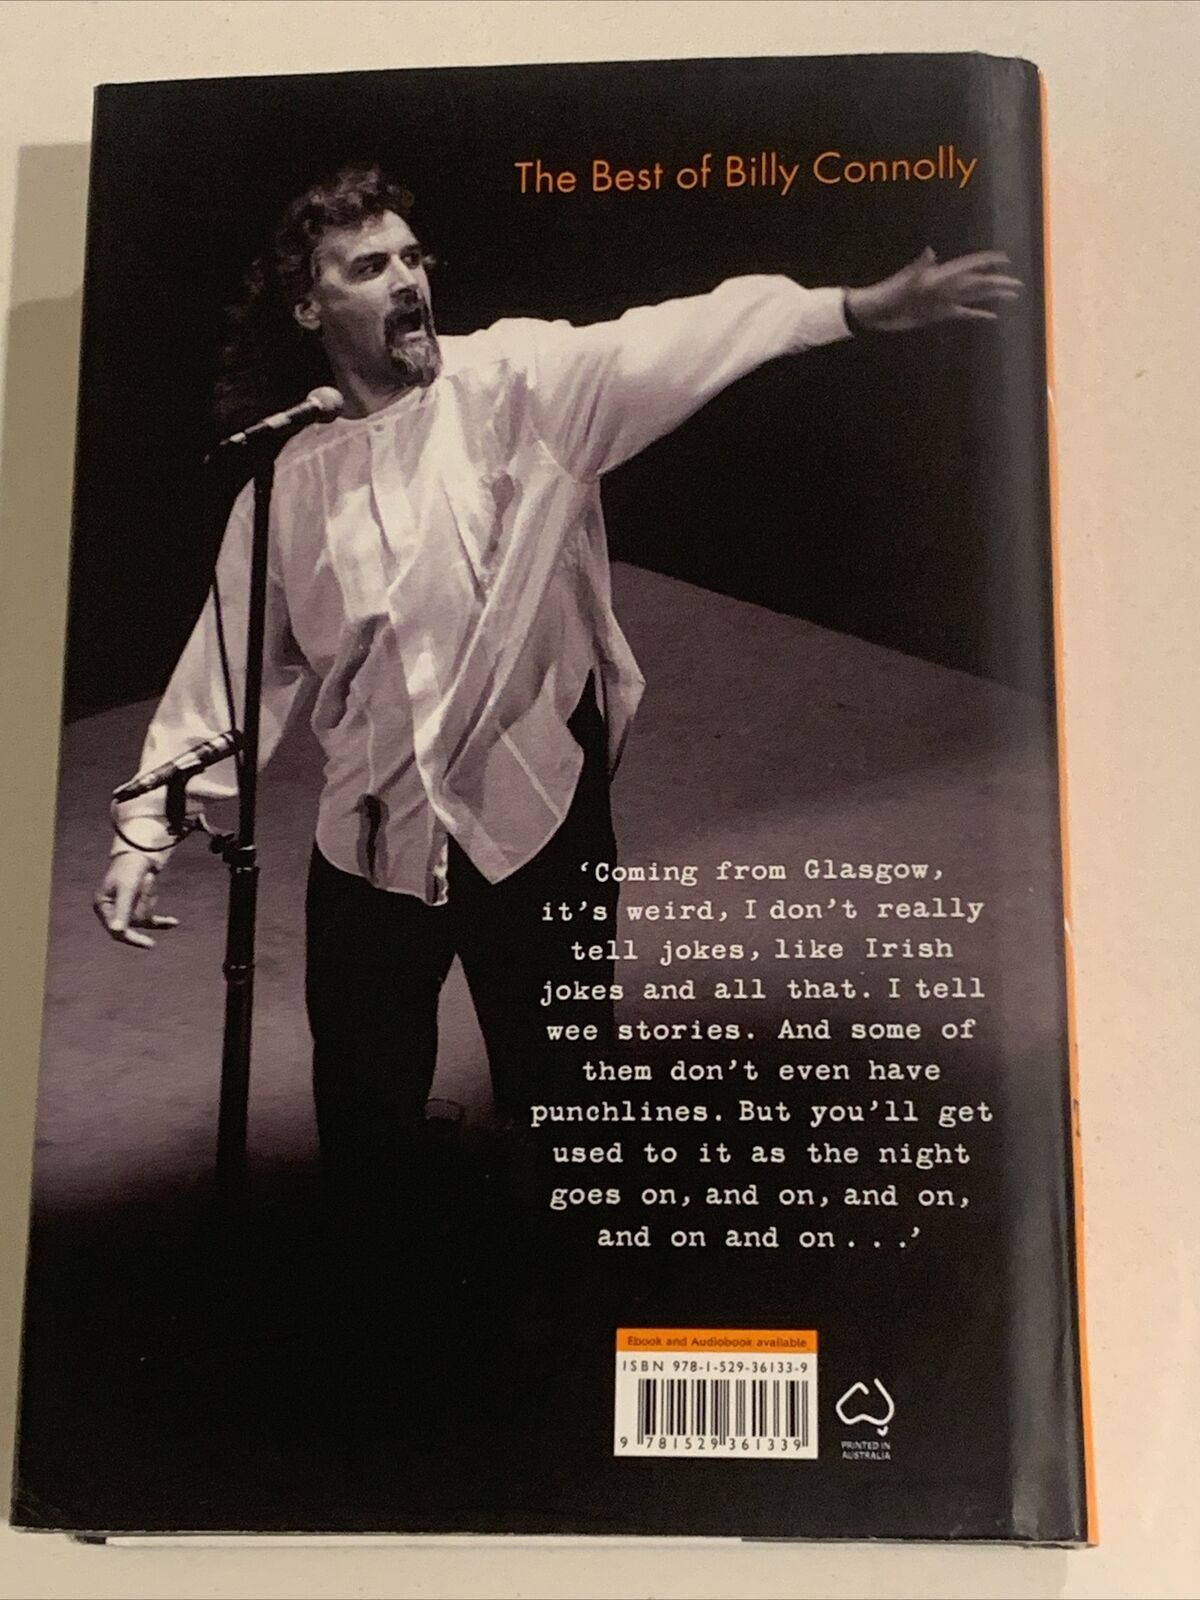 The Best of Billy Connolly
‘Coming from Glasgow,
it’s weird, I don’t really
tell jokes, like Irish
jokes and all that. I tell
wee stories. And some of
them don’t even have
punchlines. But you’ll get
used to it as the night
goes on, and on, and on,
and on and on . . .’
Ebook and Audiobook available
ISBN 978-1-529-36133-9
9 781529 361339
PRINTED IN
AUSTRALIA